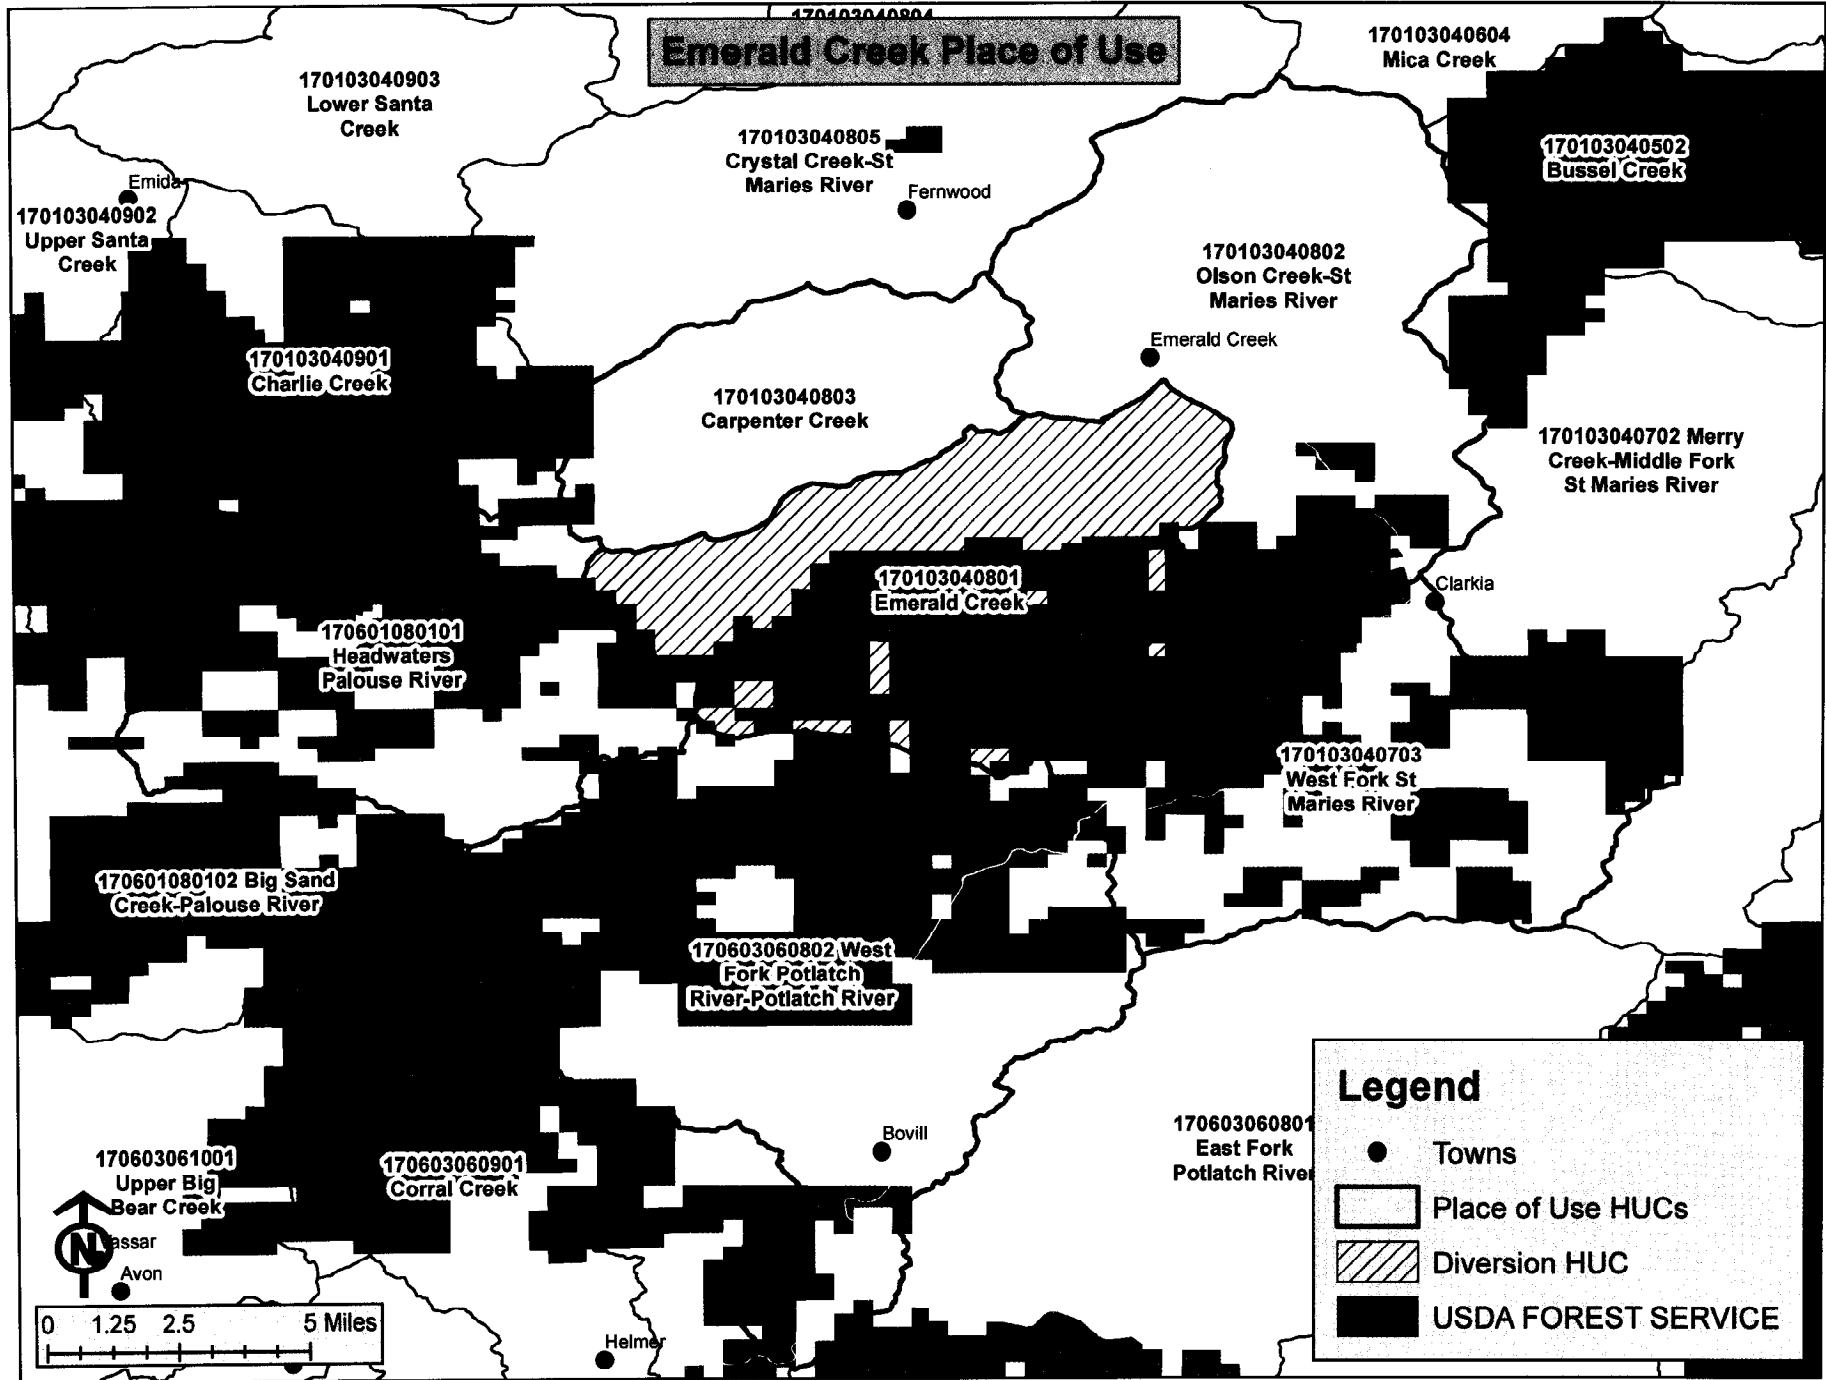 170103040804
Emerald Creek Place of Use
170103040604
Mica Creek
170103040903
Lower Santa
Creek
170103040805
Crystal Creek-St
Maries River
170103040502
Bussel Creek
Emida
Fernwood
170103040902
Upper Santa
Creek
170103040802
Olson Creek-St
Maries River
Emerald Creek
170103040901
Charlie Creek
170103040803
Carpenter Creek
170103040702 Merry
Creek-Middle Fork
St Maries River
170103040801
Emerald Creek
Clarkia
170601080101
Headwaters
Palouse River
170103040703
West Fork St
Maries River
170601080102 Big Sand
Creek-Palouse River
170603060802 West
Fork Potlatch
River-Potlatch River
Bovill
170603060801
East Fork
Potlatch River
170603061001
Upper Big
Bear Creek
170603060901
Corral Creek
N
assar
Avon
Helmer
0 1.25 2.5 5 Miles
Legend
Towns
Place of Use HUCs
Diversion HUC
USDA FOREST SERVICE